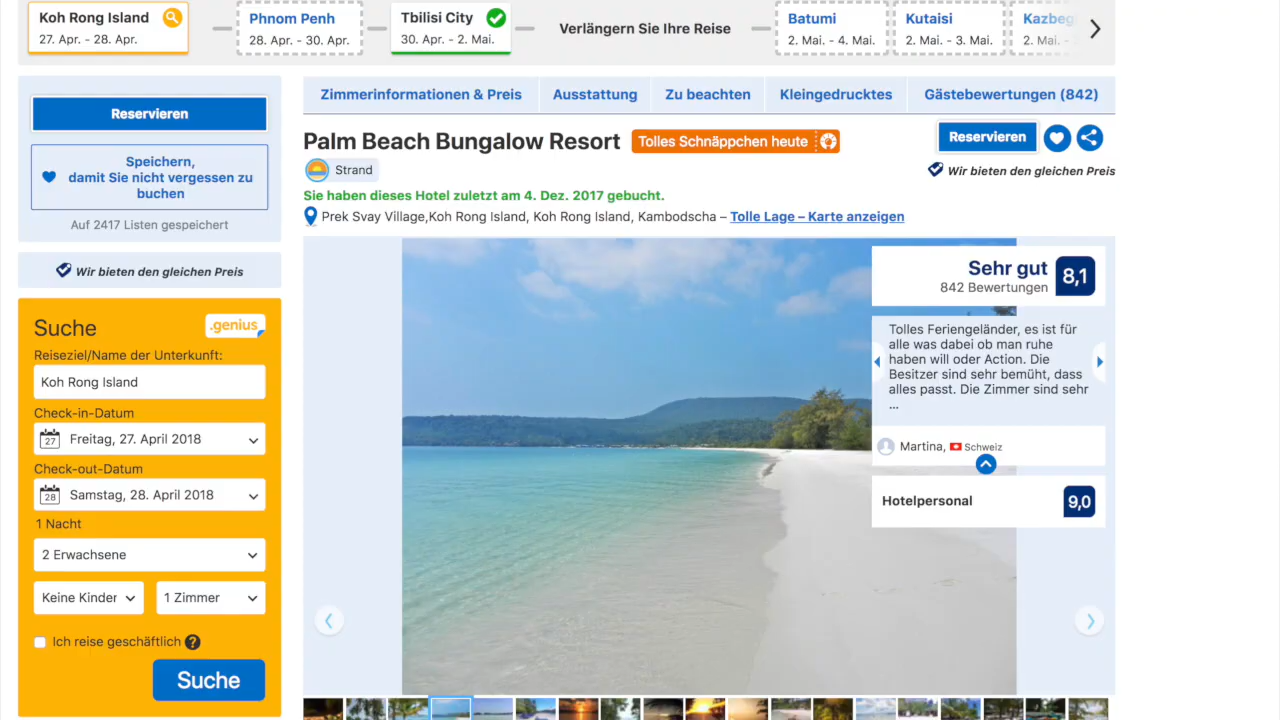 Koh Rong Island
27. Apr. - 28. Apr.
Phnom Penh
28. Apr. - 30. Apr.
Tbilisi City
30. Apr. - 2. Mai.
Verlängern Sie Ihre Reise
Batumi
2. Mai. - 4. Mai.
Kutaisi
2. Mai. - 3. Mai.
Kazbeg
2. Mai. -
Reservieren
Speichern,
damit Sie nicht vergessen zu
buchen
Auf 2417 Listen gespeichert
Wir bieten den gleichen Preis
Suche
.genius
Reiseziel/Name der Unterkunft:
Koh Rong Island
Check-in-Datum
27
Freitag, 27. April 2018
Check-out-Datum
28
Samstag, 28. April 2018
1 Nacht
2 Erwachsene
Keine Kinder
1 Zimmer
Ich reise geschäftlich ?
Suche
Zimmerinformationen & Preis
Ausstattung
Zu beachten
Kleingedrucktes
Gästebewertungen (842)
Palm Beach Bungalow Resort
Tolles Schnäppchen heute
Reservieren
Strand
Wir bieten den gleichen Preis
Sie haben dieses Hotel zuletzt am 4. Dez. 2017 gebucht.
Prek Svay Village,Koh Rong Island, Koh Rong Island, Kambodscha – Tolle Lage – Karte anzeigen
Sehr gut
842 Bewertungen
8,1
Tolles Feriengeländer, es ist für
alle was dabei ob man ruhe
haben will oder Action. Die
Besitzer sind sehr bemüht, dass
alles passt. Die Zimmer sind sehr
...
Martina, Schweiz
Hotelpersonal
9,0